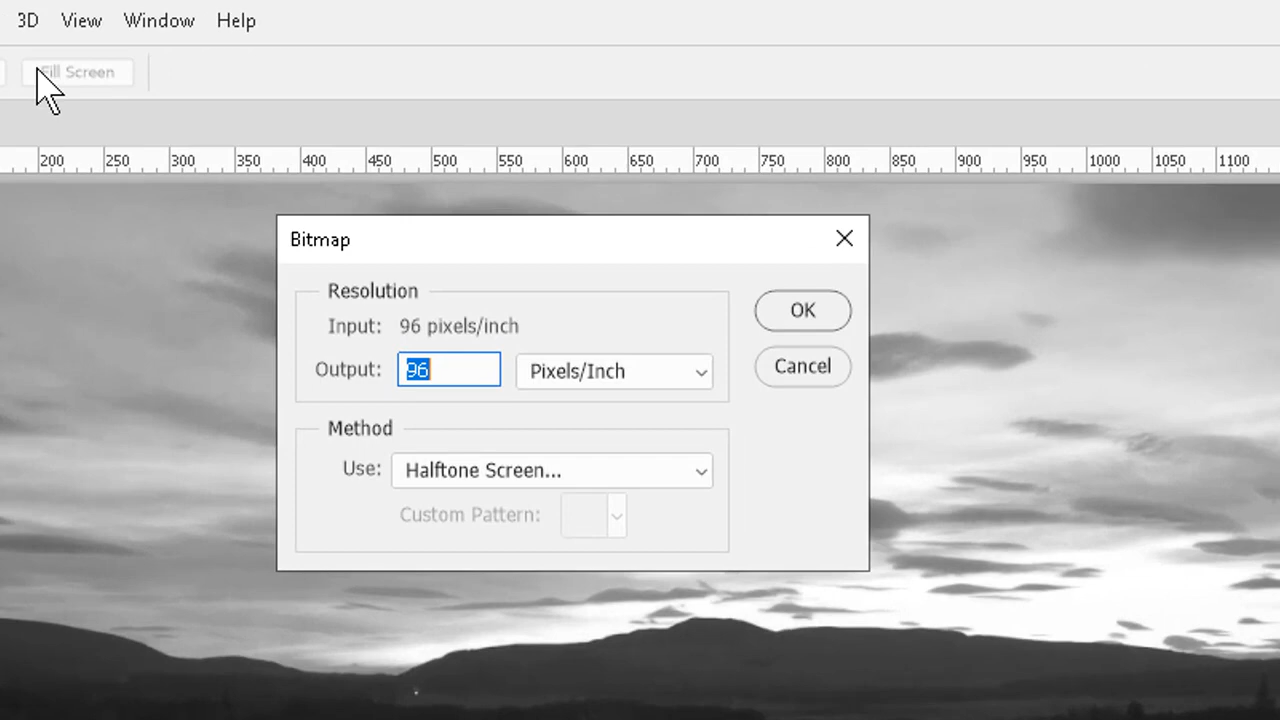 3D View Window Help
Fill Screen
200 250 300 350 400 450 500 550 600 650 700 750 800 850 900 950 1000 1050 1100
Bitmap
Resolution
Input: 96 pixels/inch
Output: 96 Pixels/Inch
OK
Cancel
Method
Use: Halftone Screen...
Custom Pattern: